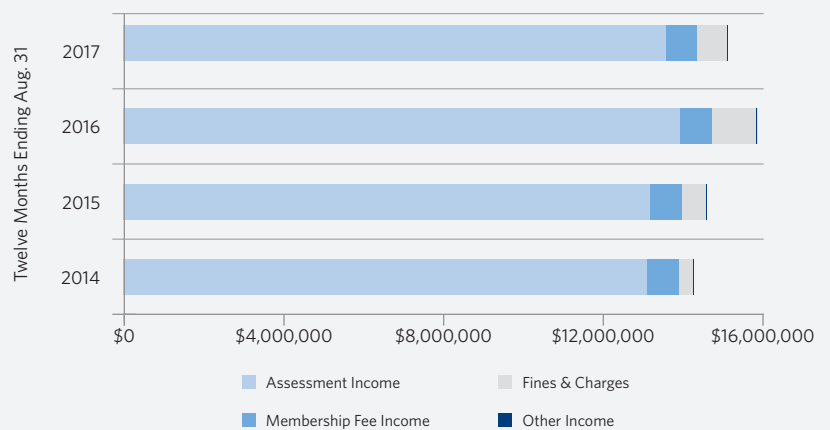 Twelve Months Ending Aug. 31
2017
2016
2015
2014
$0 $4,000,000 $8,000,000 $12,000,000 $16,000,000
Assessment Income Fines & Charges
Membership Fee Income Other Income